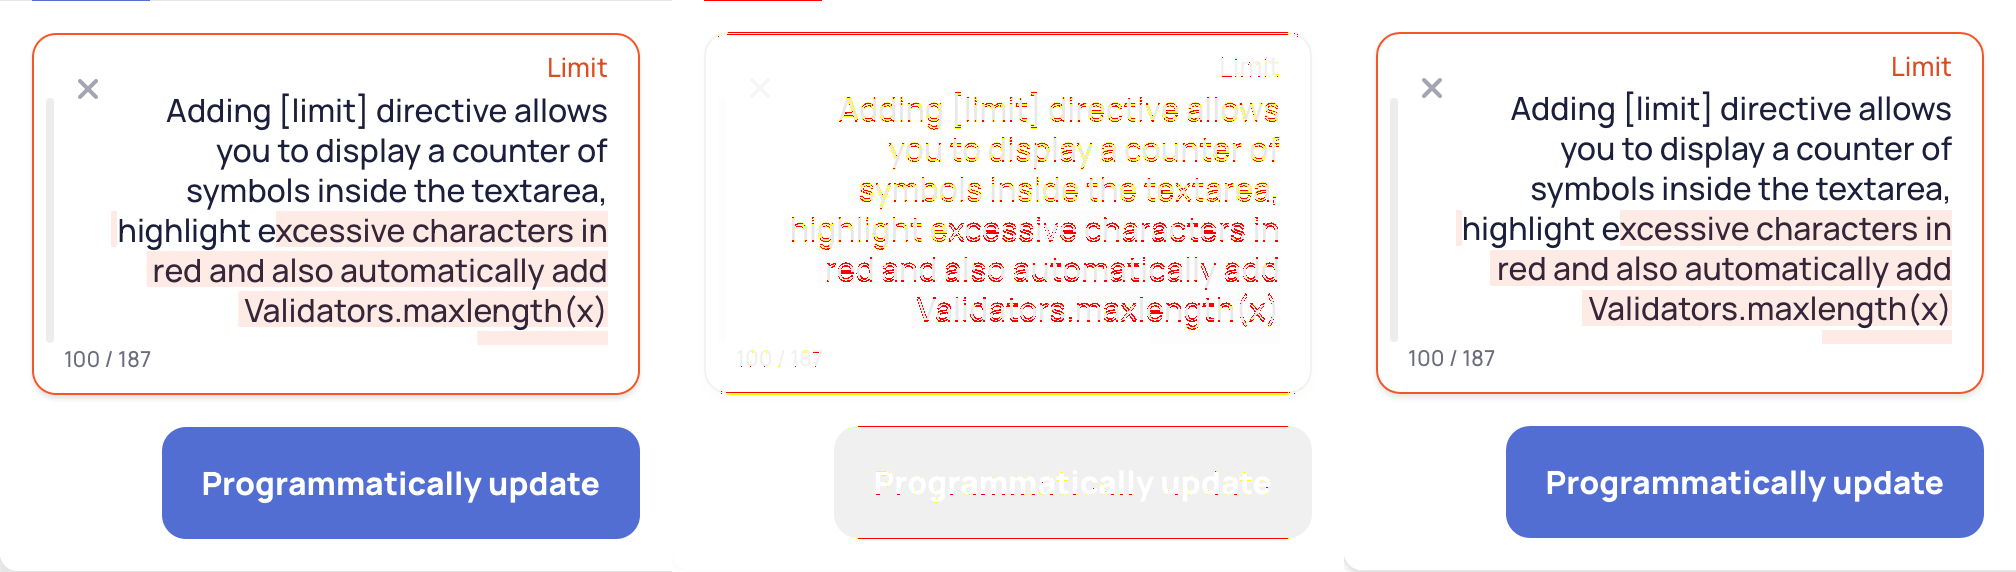 Limit
Adding [limit] directive allows
you to display a counter of
symbols inside the textarea,
highlight excessive characters in
red and also automatically add
Validators.maxlength(x)
100 / 187
Programmatically update
Limit
Adding [limit] directive allows
you to display a counter of
symbols inside the textarea,
highlight excessive characters in
red and also automatically add
Validators.maxlength(x)
100 / 187
Programmatically update
Limit
Adding [limit] directive allows
you to display a counter of
symbols inside the textarea,
highlight excessive characters in
red and also automatically add
Validators.maxlength(x)
100 / 187
Programmatically update